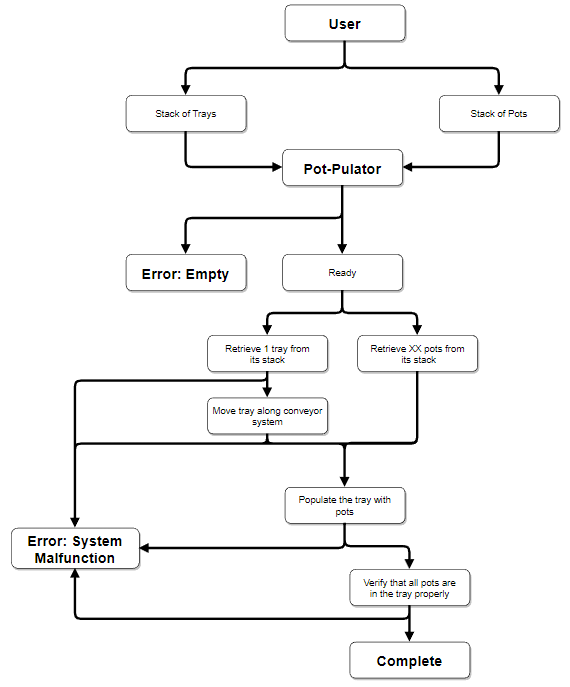 User
Stack of Trays
Stack of Pots
Pot-Pulator
Error: Empty
Ready
Retrieve 1 tray from
its stack
Retrieve XX pots from
its stack
Move tray along conveyor
system
Populate the tray with
pots
Error: System
Malfunction
Verify that all pots are
in the tray properly
Complete